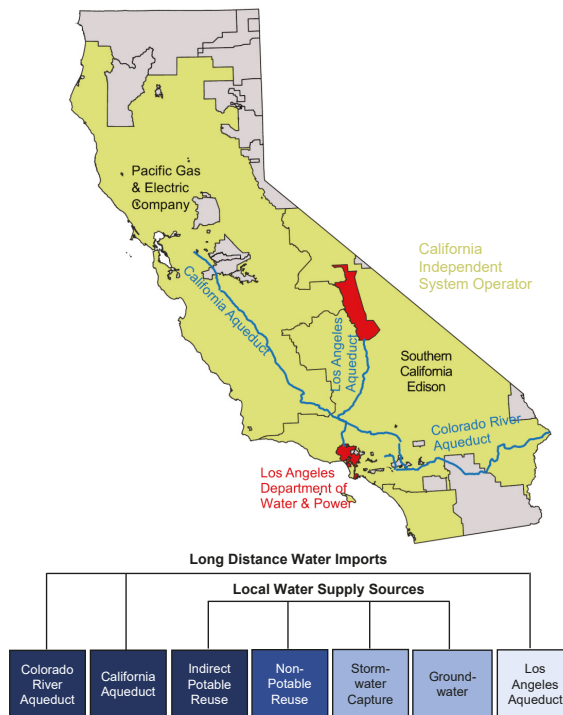 Pacific Gas
& Electric
Company
California
Independent
System Operator
California Aqueduct
Los Angeles
Aqueduct
Southern
California
Edison
Colorado River
Aqueduct
Los Angeles
Department of
Water & Power
Long Distance Water Imports
Local Water Supply Sources
Colorado
River
Aqueduct
California
Aqueduct
Indirect
Potable
Reuse
Non-
Potable
Reuse
Storm-
water
Capture
Ground-
water
Los
Angeles
Aqueduct